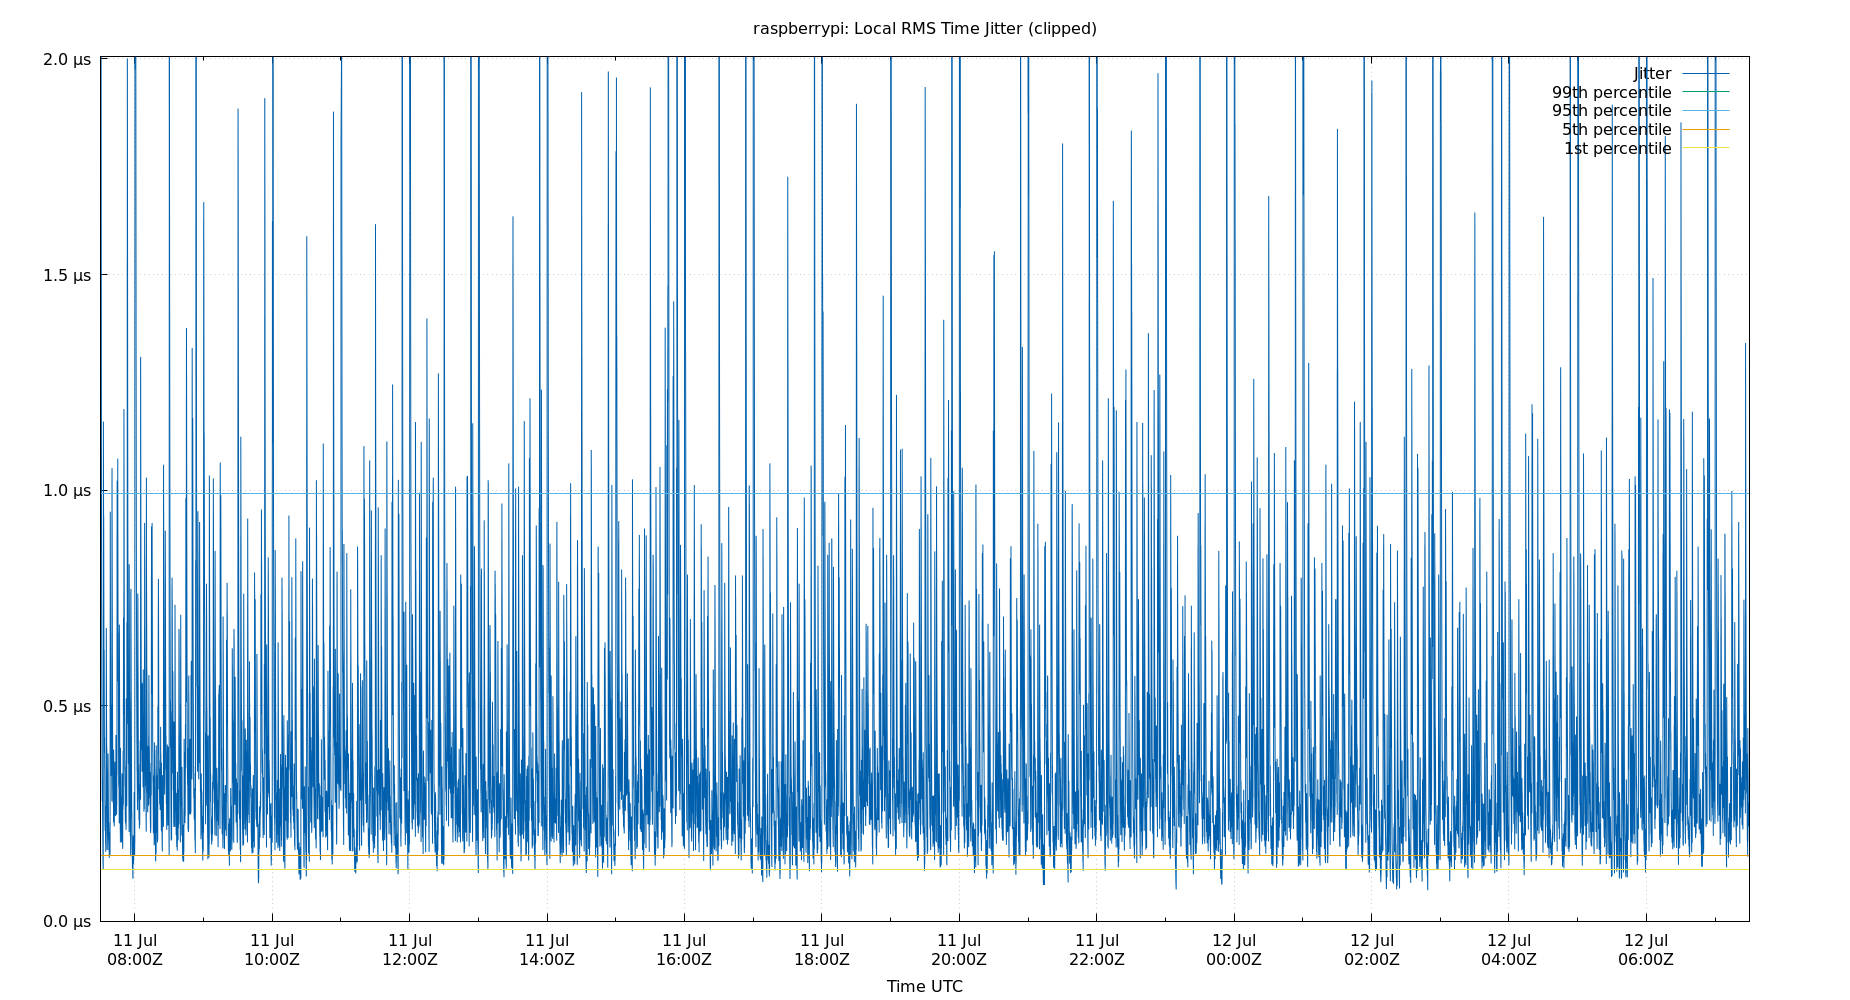 raspberrypi: Local RMS Time Jitter (clipped)
2.0 µs
1.5 µs
1.0 µs
0.5 µs
0.0 µs
Jitter
99th percentile
95th percentile
5th percentile
1st percentile
11 Jul 11 Jul 11 Jul 11 Jul 11 Jul 11 Jul 11 Jul 11 Jul 12 Jul 12 Jul 12 Jul 12 Jul
08:00Z 10:00Z 12:00Z 14:00Z 16:00Z 18:00Z 20:00Z 22:00Z 00:00Z 02:00Z 04:00Z 06:00Z
Time UTC